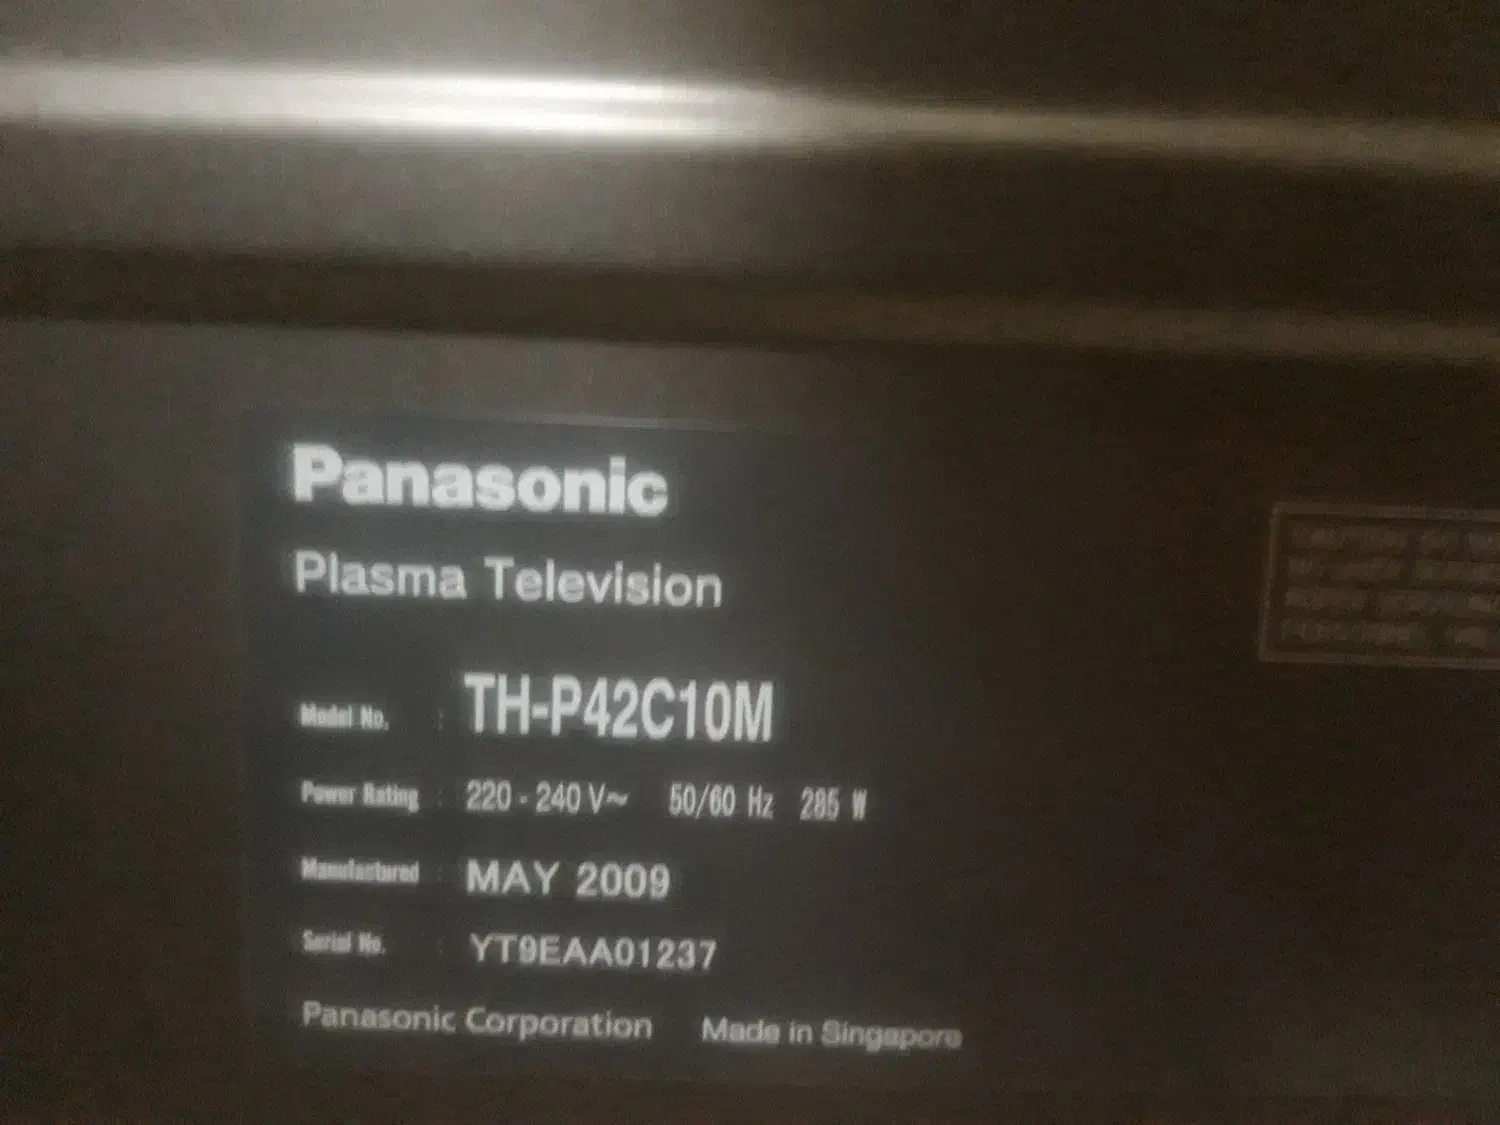 Panasonic
Plasma Television
Model No. : TH-P42C10M
Power Rating : 220 - 240 V~ 50/60 Hz 285 W
Manufactured : MAY 2009
Serial No. : YT9EAA01237
Panasonic Corporation Made in Singapore